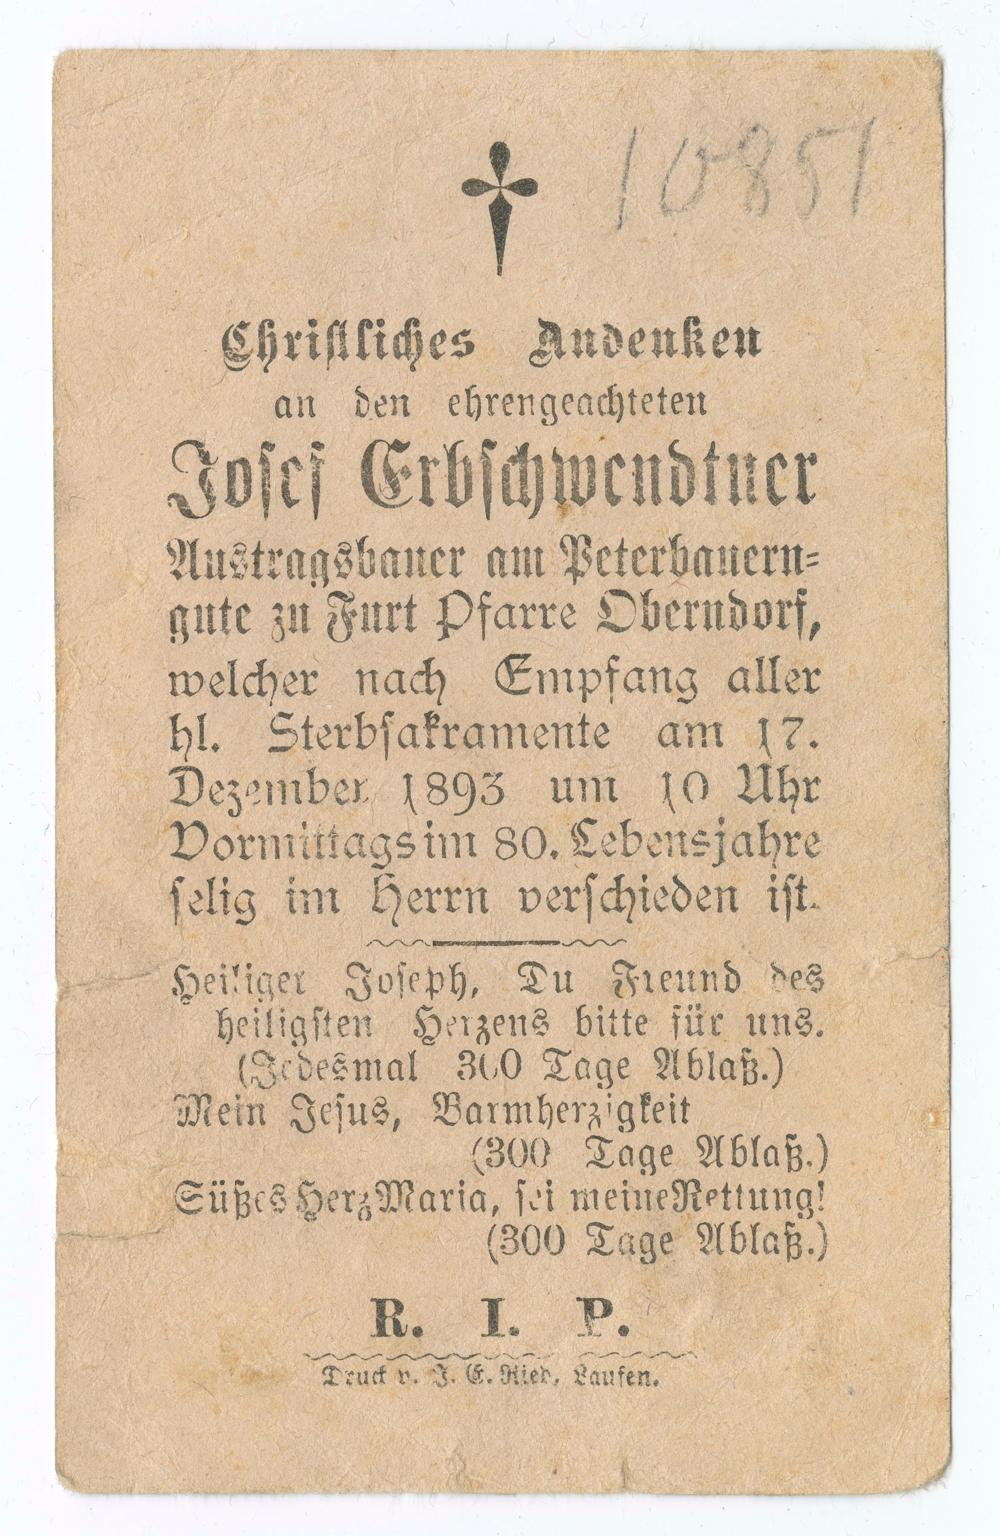 10851
Christliches Andenken
an den ehrengeachteten
Josef Erbschwendtner
Austragsbauer am Peterbauern-
gute zu Furt Pfarre Oberndorf,
welcher nach Empfang aller
hl. Sterbsakramente am 17.
Dezember 1893 um 10 Uhr
Vormittags im 80. Lebensjahre
selig im Herrn verschieden ist.
Heiliger Joseph, Du Freund des
heiligsten Herzens bitte für uns.
(Jedesmal 300 Tage Ablaß.)
Mein Jesus, Barmherzigkeit
(300 Tage Ablaß.)
Süßes Herz Maria, sei meine Rettung!
(300 Tage Ablaß.)
R. I. P.
Druck v. J. E. Ried, Laufen.